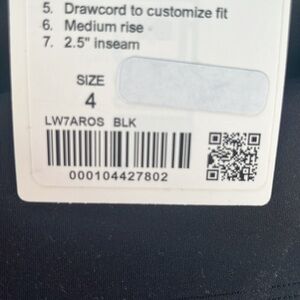 5. Drawcord to customize fit
6. Medium rise
7. 2.5" inseam
SIZE
4
LW7AROS BLK
000104427802